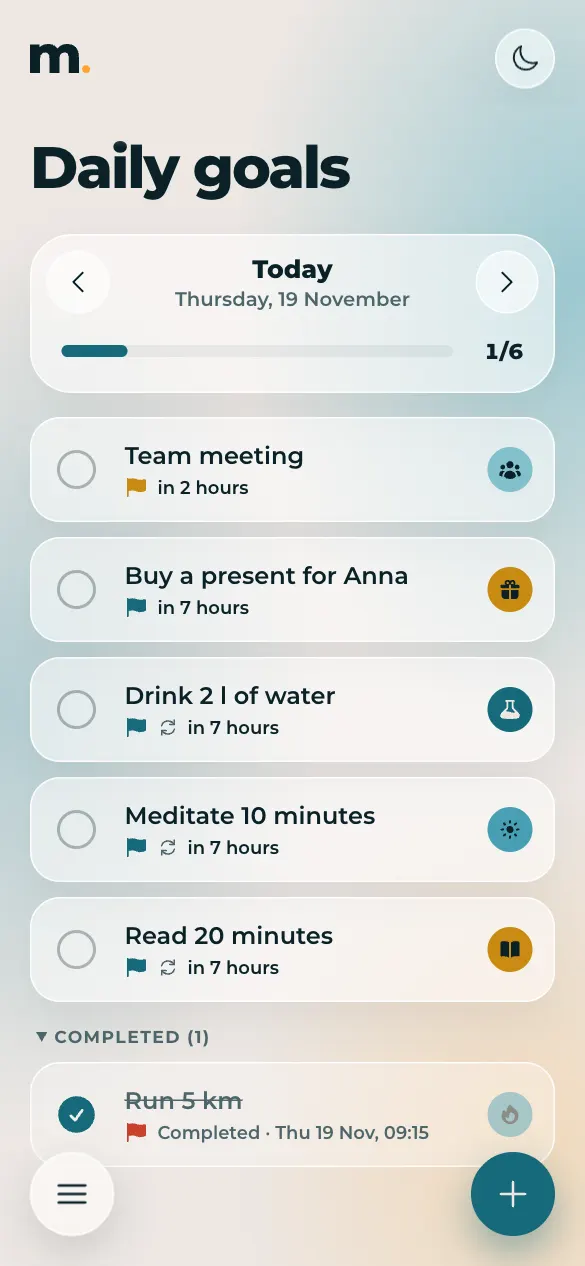 m.
Daily goals
Today
Thursday, 19 November
1/6
Team meeting
in 2 hours
Buy a present for Anna
in 7 hours
Drink 2 l of water
in 7 hours
Meditate 10 minutes
in 7 hours
Read 20 minutes
in 7 hours
COMPLETED (1)
Run 5 km
Completed · Thu 19 Nov, 09:15